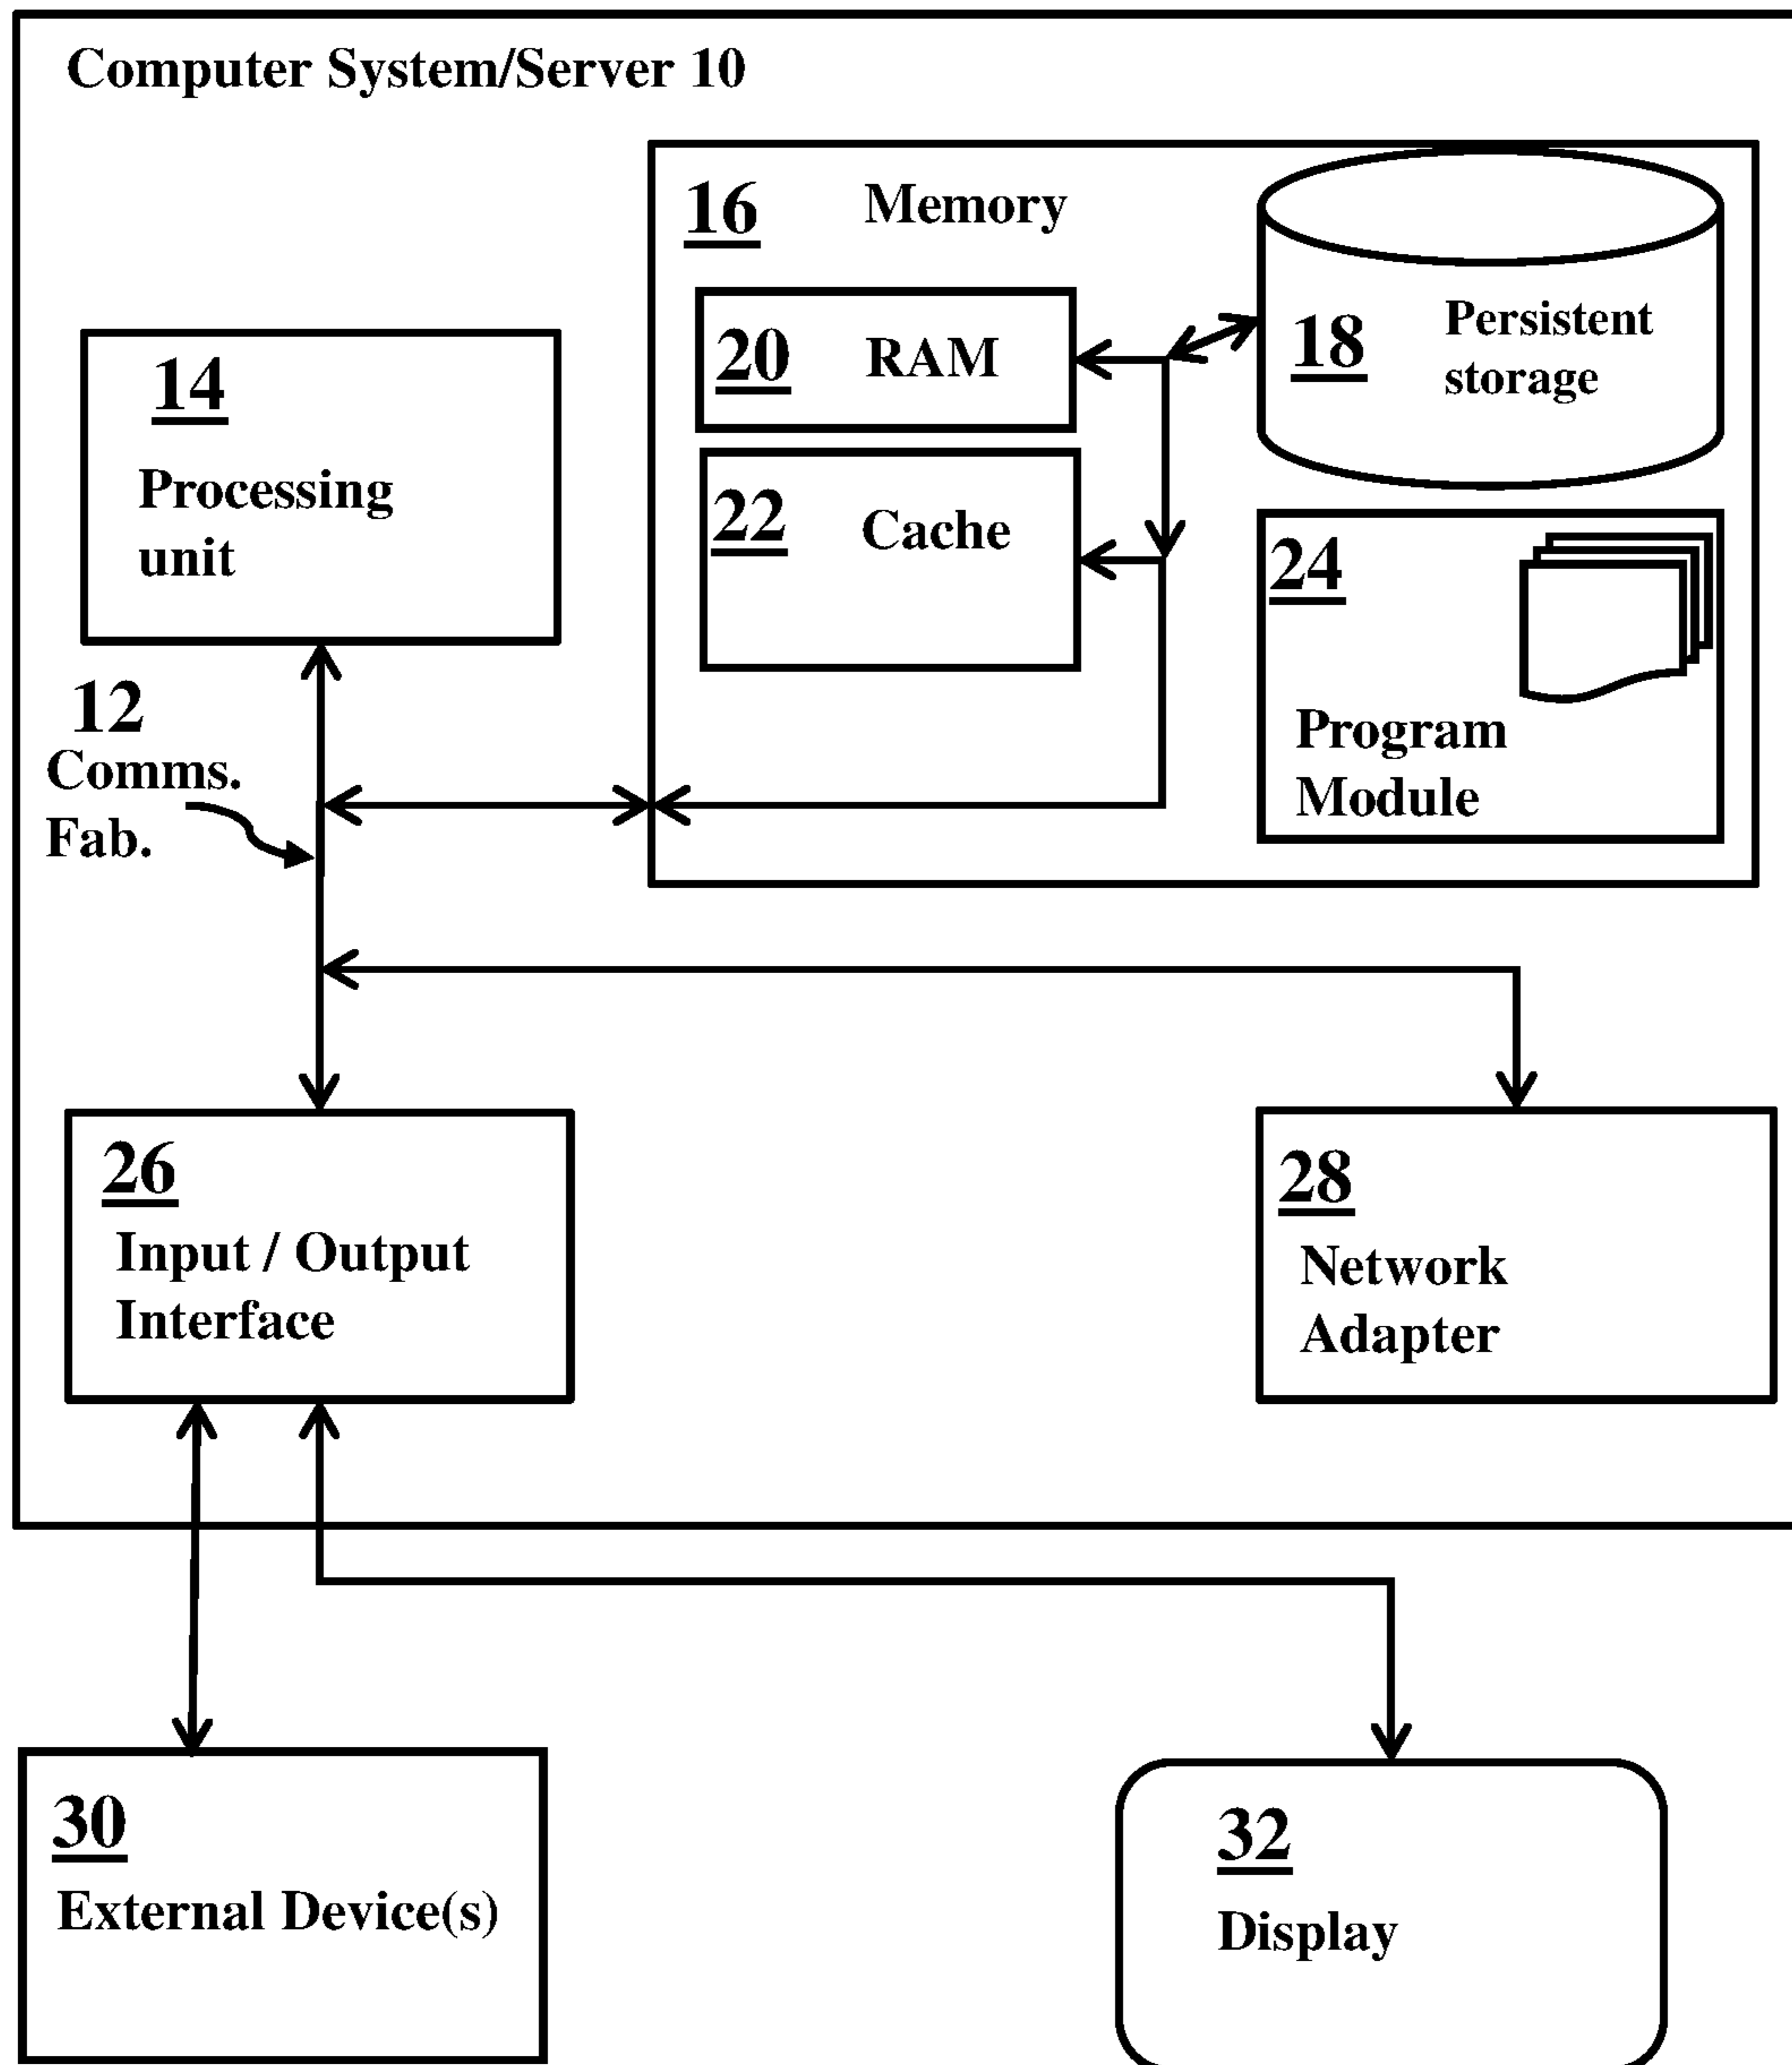 Computer System/Server 10
16 Memory
18 Persistent
storage
20 RAM
22 Cache
14
Processing
unit
24
Program
Module
12
Comms.
Fab.
26
Input / Output
Interface
28
Network
Adapter
30
External Device(s)
32
Display